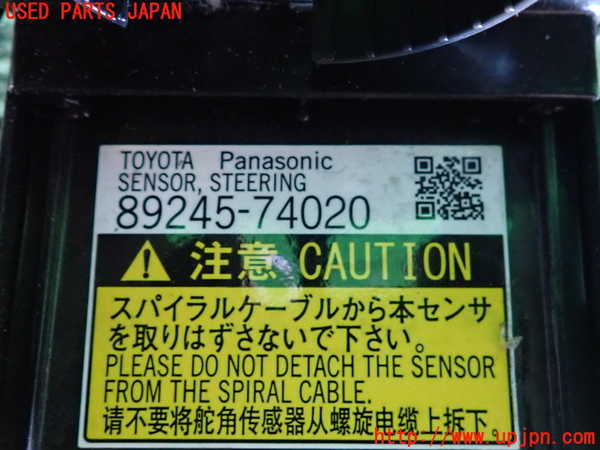 USED PARTS JAPAN
TOYOTA Panasonic
SENSOR, STEERING
89245-74020
注意 CAUTION
スパイラルケーブルから本センサ
を取りはずさないで下さい。
PLEASE DO NOT DETACH THE SENSOR
FROM THE SPIRAL CABLE.
请不要将舵角传感器从螺旋电缆上拆下。
http://www.upjpn.com/